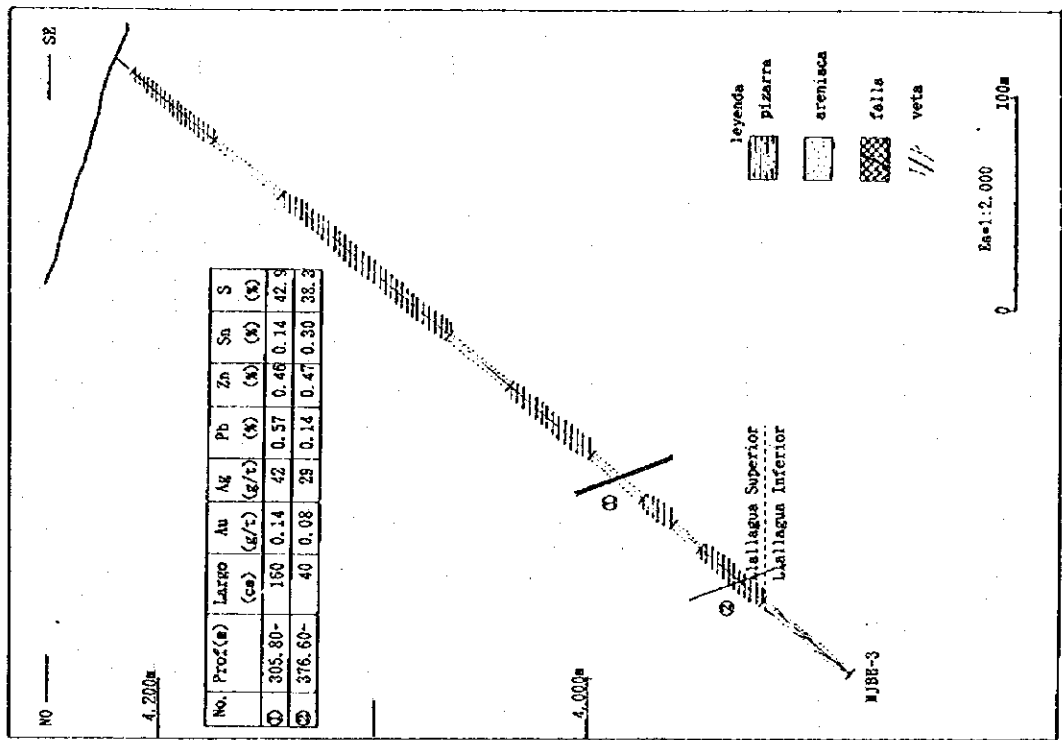 NO
SE
4,200m
4,000m
No. Prof(m) Largo (cm) Au (g/t) Ag (g/t) Pb (%) Zn (%) Sn (%) S (%)
① 305.80- 160 0.14 42 0.57 0.46 0.14 42.9
② 376.60- 40 0.08 29 0.14 0.47 0.30 38.3
leyenda
pizarra
arenisca
falla
veta
①
②
Llallagua Superior
Llallagua Inferior
MJBE-3
Es=1:2.000
0 100m